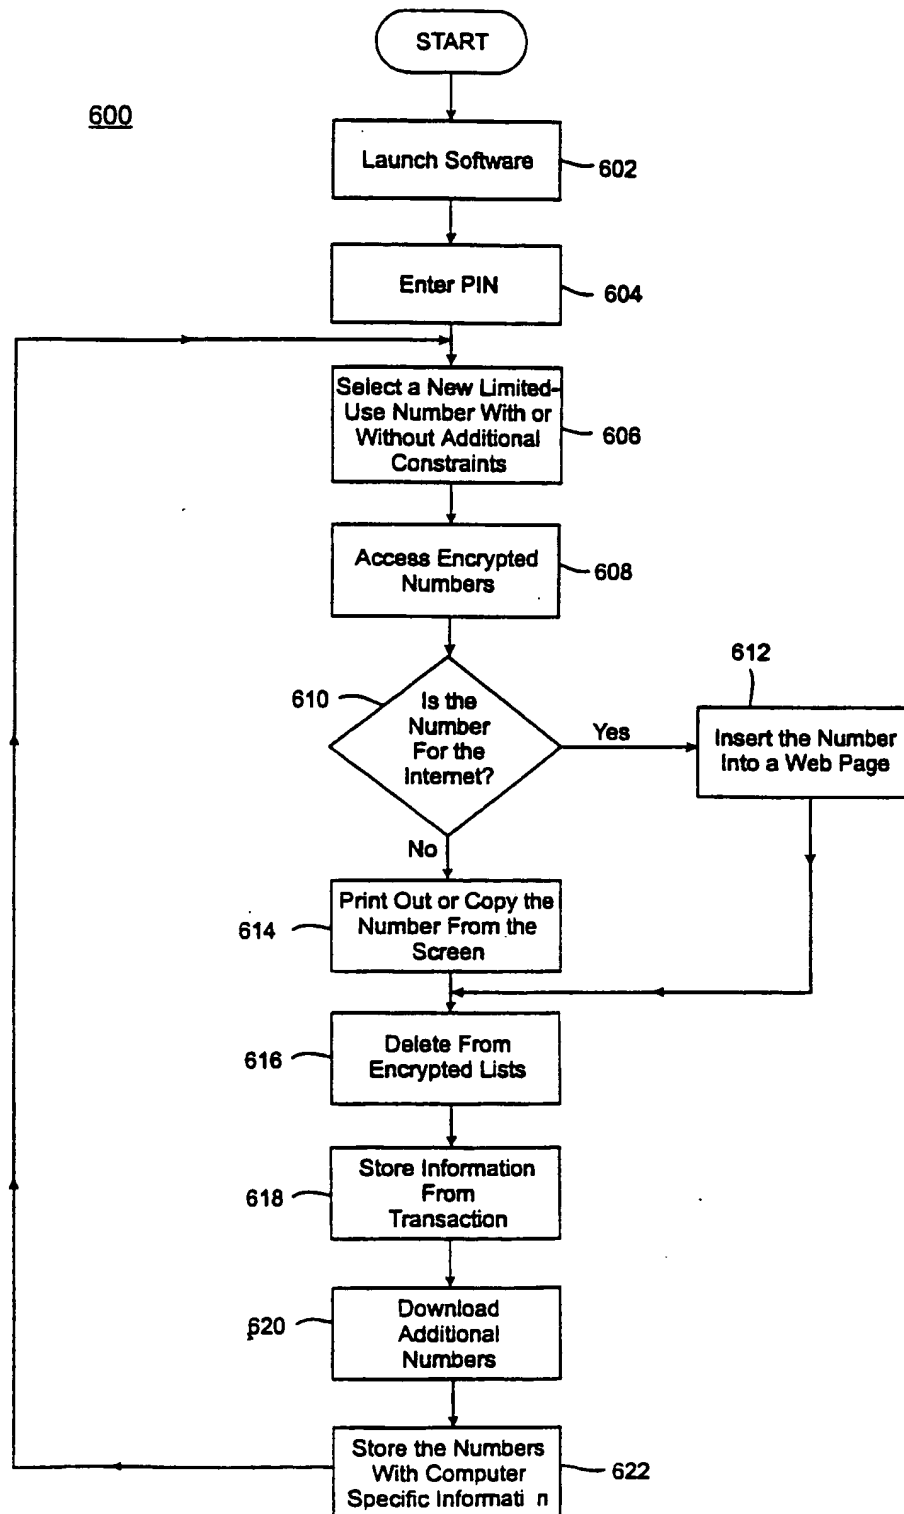 START
600
Launch Software
602
Enter PIN
604
Select a New Limited-
Use Number With or
Without Additional
Constraints
606
Access Encrypted
Numbers
608
610
Is the
Number
For the
Internet?
Yes
612
Insert the Number
Into a Web Page
No
614
Print Out or Copy the
Number From the
Screen
616
Delete From
Encrypted Lists
618
Store Information
From
Transaction
620
Download
Additional
Numbers
Store the Numbers
With Computer
Specific Informati n
622